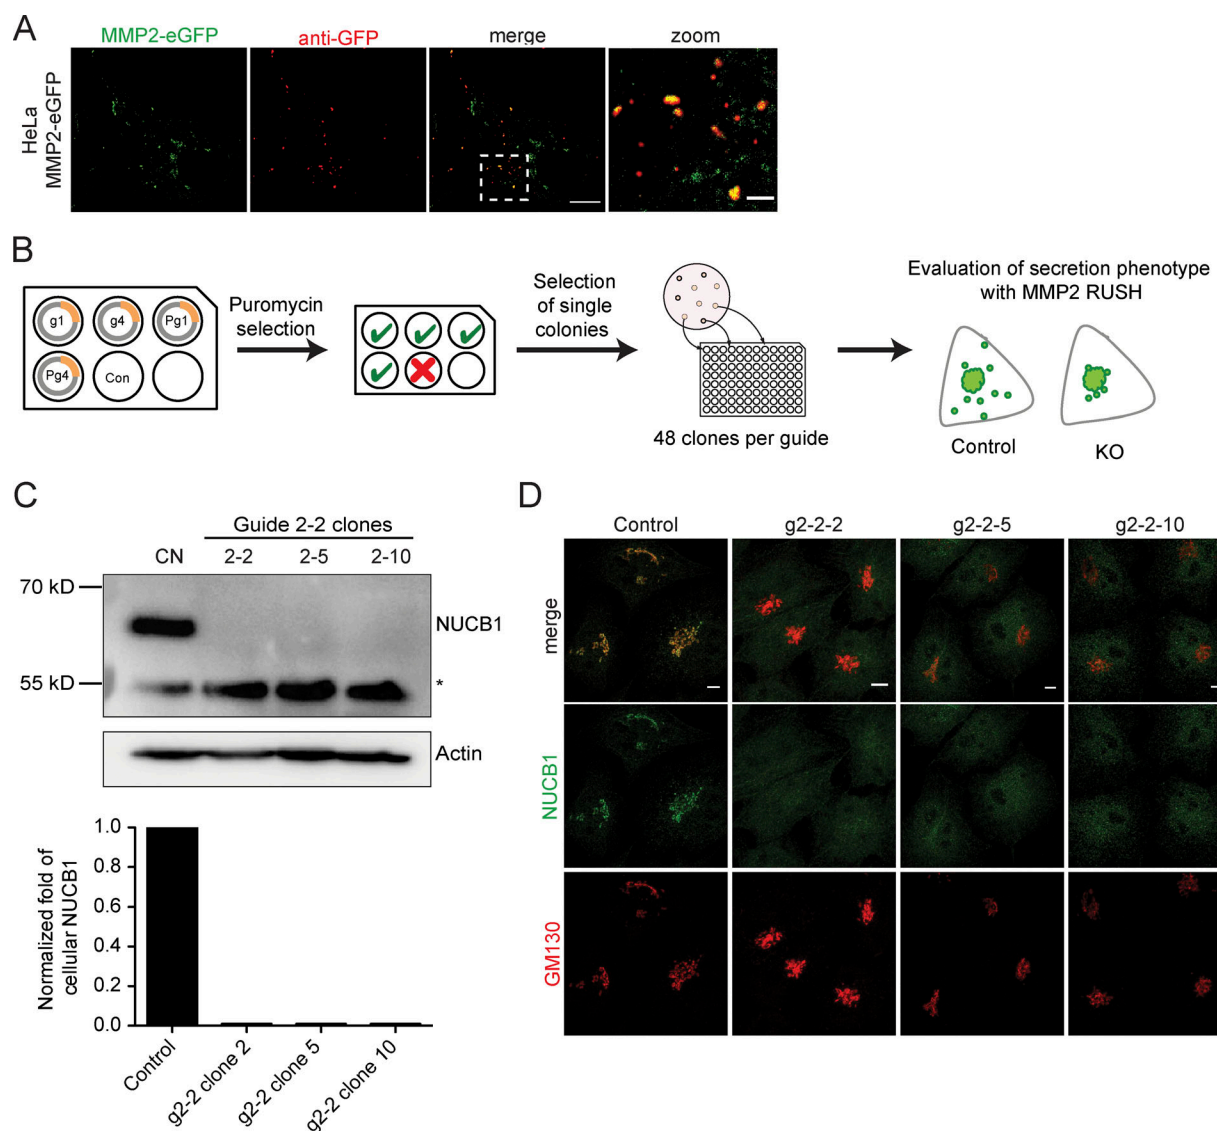 A
MMP2-eGFP
anti-GFP
merge
zoom
HeLa
MMP2-eGFP
B
g1
g4
Pg1
Pg4
Con
Puromycin
selection
Selection
of single
colonies
48 clones per guide
Evaluation of secretion phenotype
with MMP2 RUSH
Control
KO
C
Guide 2-2 clones
CN
2-2
2-5
2-10
70 kD
NUCB1
55 kD
*
Actin
Normalized fold of
cellular NUCB1
1.0
0.8
0.6
0.4
0.2
0.0
Control
g2-2 clone 2
g2-2 clone 5
g2-2 clone 10
D
Control
g2-2-2
g2-2-5
g2-2-10
merge
NUCB1
GM130